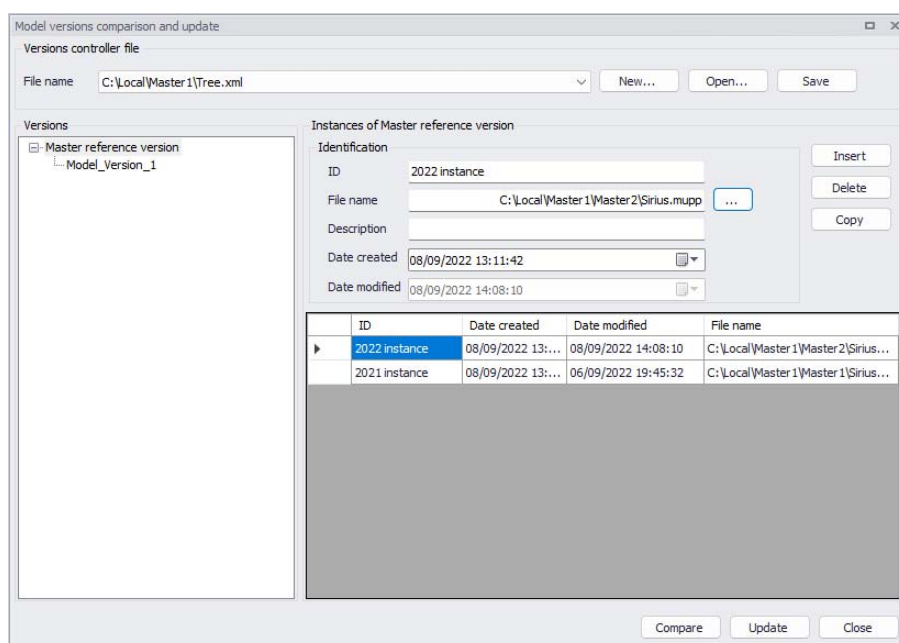 Model versions comparison and update
Versions controller file
File name C:\Local\Master1\Tree.xml New... Open... Save
Versions
Master reference version
Model_Version_1
Instances of Master reference version
Identification
ID 2022 instance
File name C:\Local\Master1\Master2\Sirius.mupp ...
Description
Date created 08/09/2022 13:11:42
Date modified 08/09/2022 14:08:10
Insert
Delete
Copy
ID Date created Date modified File name
2022 instance 08/09/2022 13:... 08/09/2022 14:08:10 C:\Local\Master1\Master2\Sirius...
2021 instance 08/09/2022 13:... 06/09/2022 19:45:32 C:\Local\Master1\Master1\Sirius...
Compare Update Close